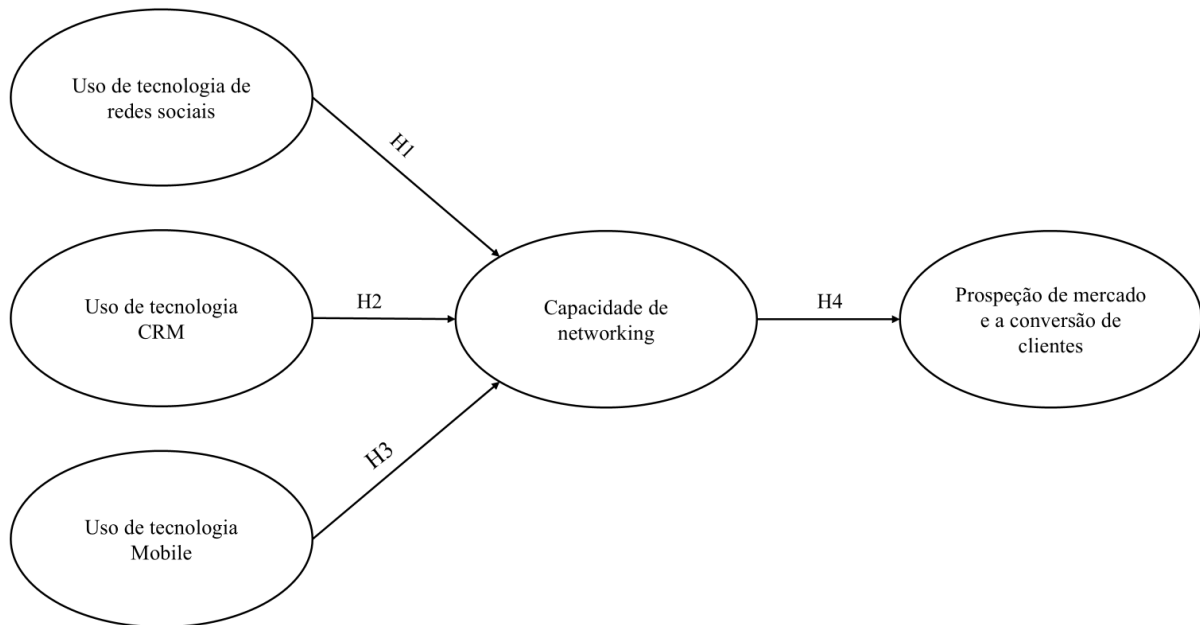 Uso de tecnologia de
redes sociais
H1
Uso de tecnologia
CRM
H2
Capacidade de
networking
H4
Prospeção de mercado
e a conversão de
clientes
H3
Uso de tecnologia
Mobile